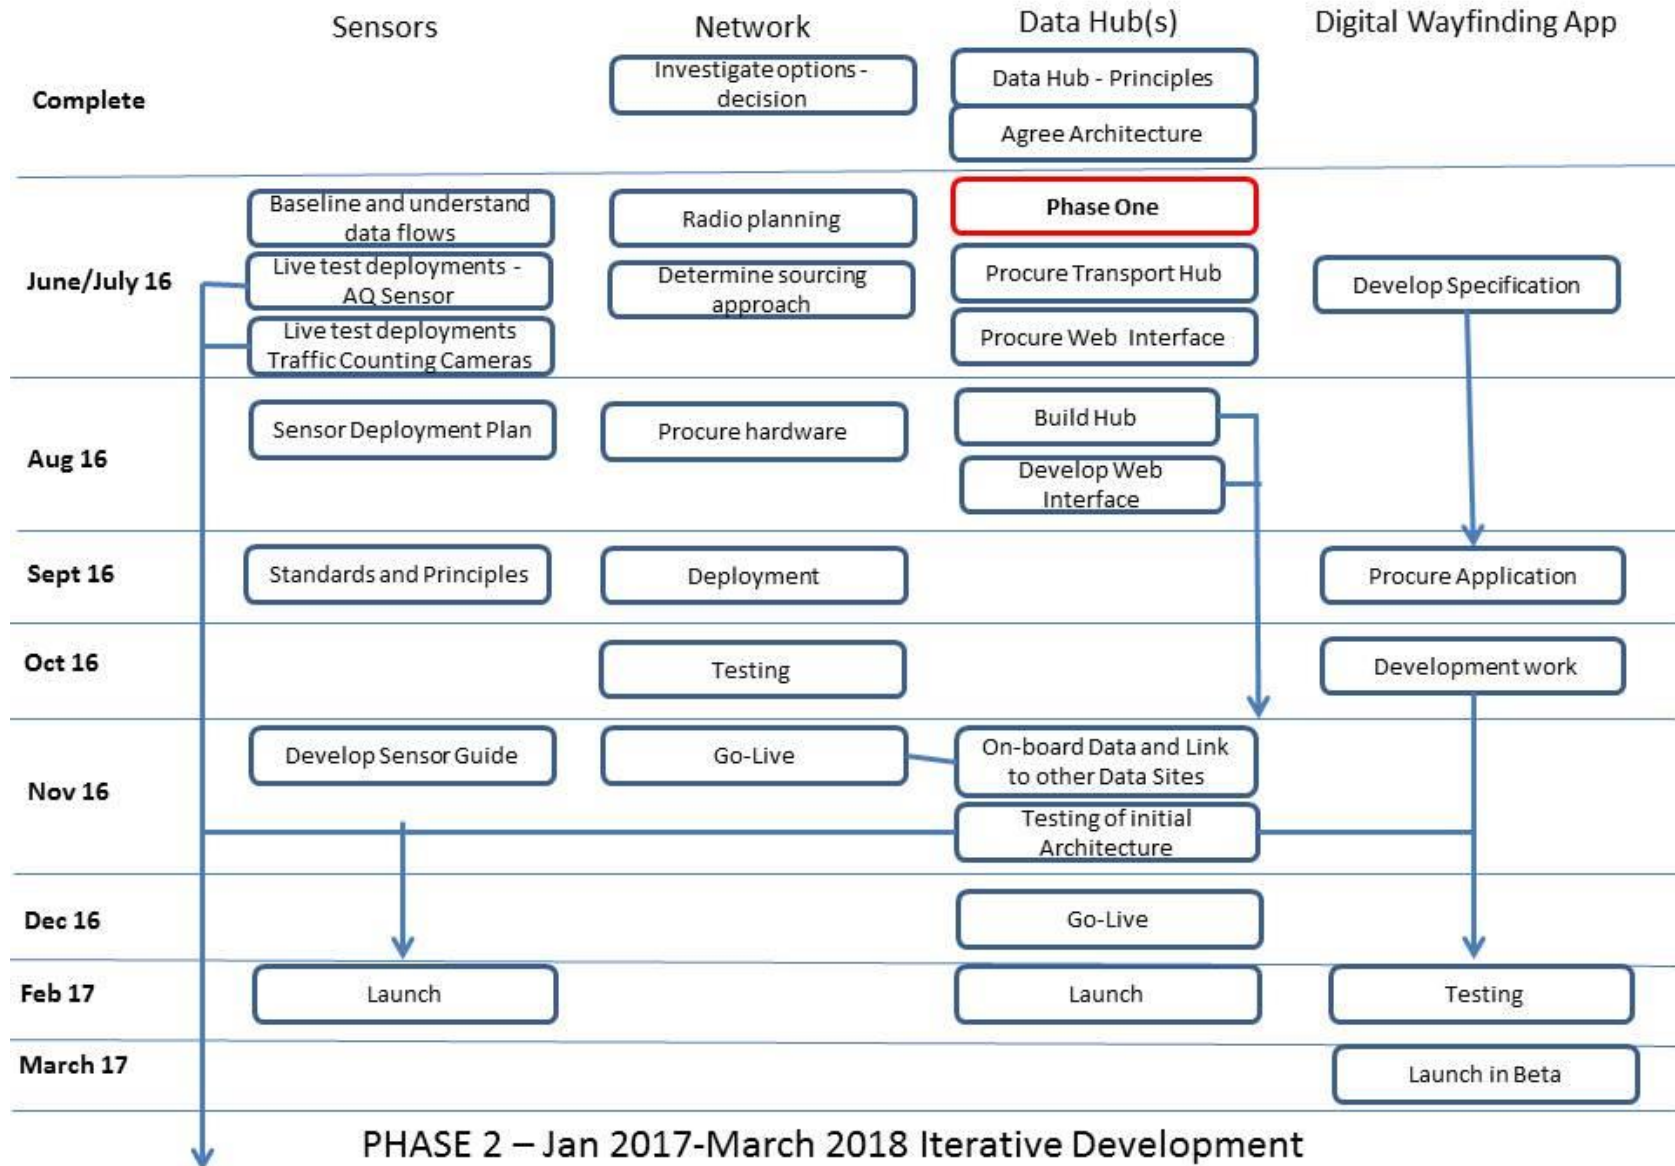 Sensors
Network
Data Hub(s)
Digital Wayfinding App
Complete
Investigate options -
decision
Data Hub - Principles
Agree Architecture
June/July 16
Baseline and understand
data flows
Live test deployments -
AQ Sensor
Live test deployments
Traffic Counting Cameras
Radio planning
Determine sourcing
approach
Phase One
Procure Transport Hub
Procure Web Interface
Develop Specification
Aug 16
Sensor Deployment Plan
Procure hardware
Build Hub
Develop Web
Interface
Sept 16
Standards and Principles
Deployment
Procure Application
Oct 16
Testing
Development work
Nov 16
Develop Sensor Guide
Go-Live
On-board Data and Link
to other Data Sites
Testing of initial
Architecture
Dec 16
Go-Live
Feb 17
Launch
Launch
Testing
March 17
Launch in Beta
PHASE 2 – Jan 2017-March 2018 Iterative Development